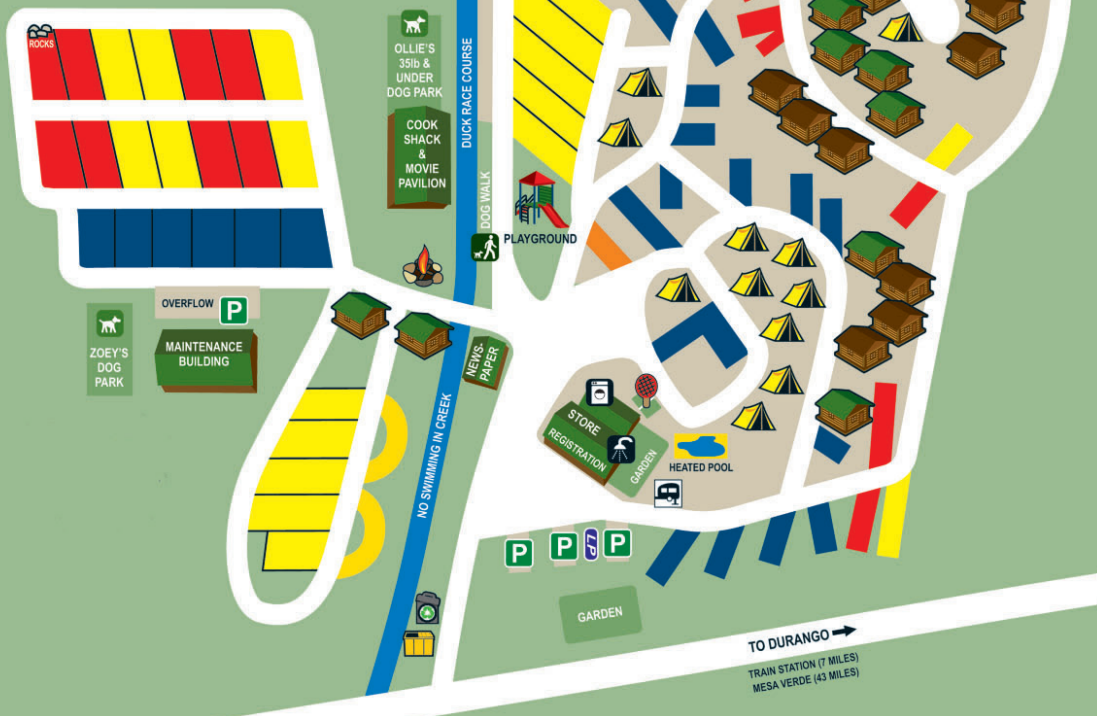 ROCKS
OLLIE'S
35lb &
UNDER
DOG PARK
COOK
SHACK
&
MOVIE
PAVILION
DUCK RACE COURSE
DOG WALK
PLAYGROUND
OVERFLOW
P
MAINTENANCE
BUILDING
ZOEY'S
DOG
PARK
NEWS-
PAPER
NO SWIMMING IN CREEK
STORE
REGISTRATION
GARDEN
HEATED POOL
P
P
LP
P
GARDEN
TO DURANGO
TRAIN STATION (7 MILES)
MESA VERDE (43 MILES)